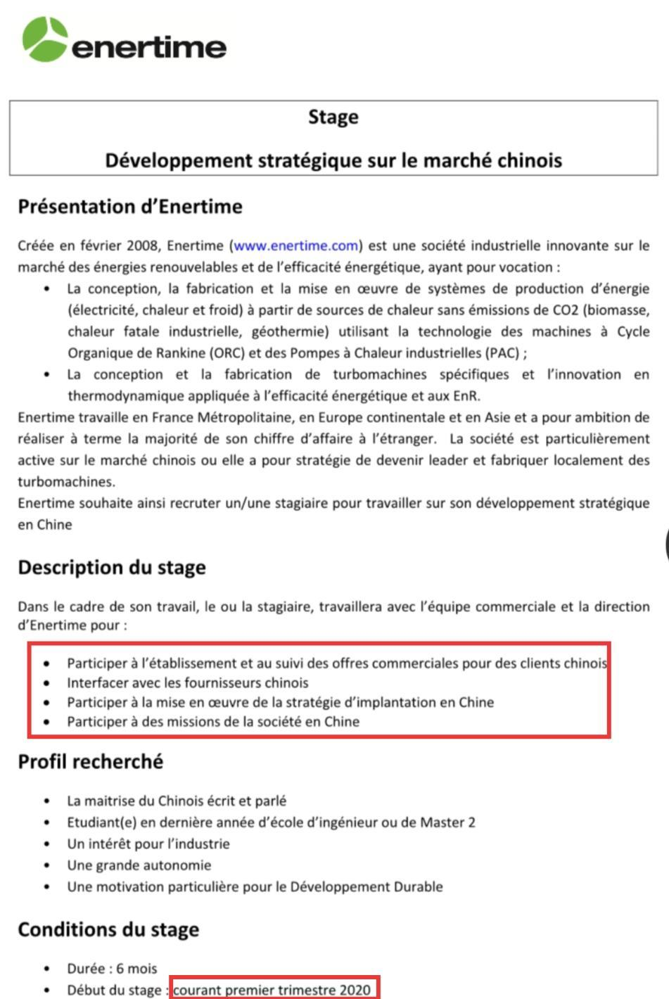 enertime
Stage
Développement stratégique sur le marché chinois
Présentation d’Enertime
Créée en février 2008, Enertime (www.enertime.com) est une société industrielle innovante sur le
marché des énergies renouvelables et de l’efficacité énergétique, ayant pour vocation :
• La conception, la fabrication et la mise en œuvre de systèmes de production d’énergie
(électricité, chaleur et froid) à partir de sources de chaleur sans émissions de CO2 (biomasse,
chaleur fatale industrielle, géothermie) utilisant la technologie des machines à Cycle
Organique de Rankine (ORC) et des Pompes à Chaleur industrielles (PAC) ;
• La conception et la fabrication de turbomachines spécifiques et l’innovation en
thermodynamique appliquée à l’efficacité énergétique et aux EnR.
Enertime travaille en France Métropolitaine, en Europe continentale et en Asie et a pour ambition de
réaliser à terme la majorité de son chiffre d’affaire à l’étranger. La société est particulièrement
active sur le marché chinois ou elle a pour stratégie de devenir leader et fabriquer localement des
turbomachines.
Enertime souhaite ainsi recruter un/une stagiaire pour travailler sur son développement stratégique
en Chine
Description du stage
Dans le cadre de son travail, le ou la stagiaire, travaillera avec l’équipe commerciale et la direction
d’Enertime pour :
• Participer à l’établissement et au suivi des offres commerciales pour des clients chinois
• Interfacer avec les fournisseurs chinois
• Participer à la mise en œuvre de la stratégie d’implantation en Chine
• Participer à des missions de la société en Chine
Profil recherché
• La maitrise du Chinois écrit et parlé
• Etudiant(e) en dernière année d’école d’ingénieur ou de Master 2
• Un intérêt pour l’industrie
• Une grande autonomie
• Une motivation particulière pour le Développement Durable
Conditions du stage
• Durée : 6 mois
• Début du stage : courant premier trimestre 2020